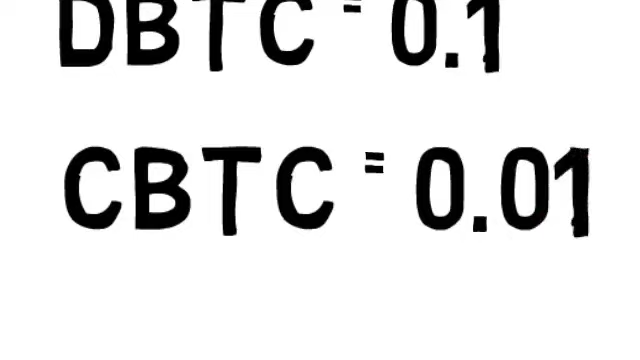 DBTC = 0.1
CBTC = 0.01